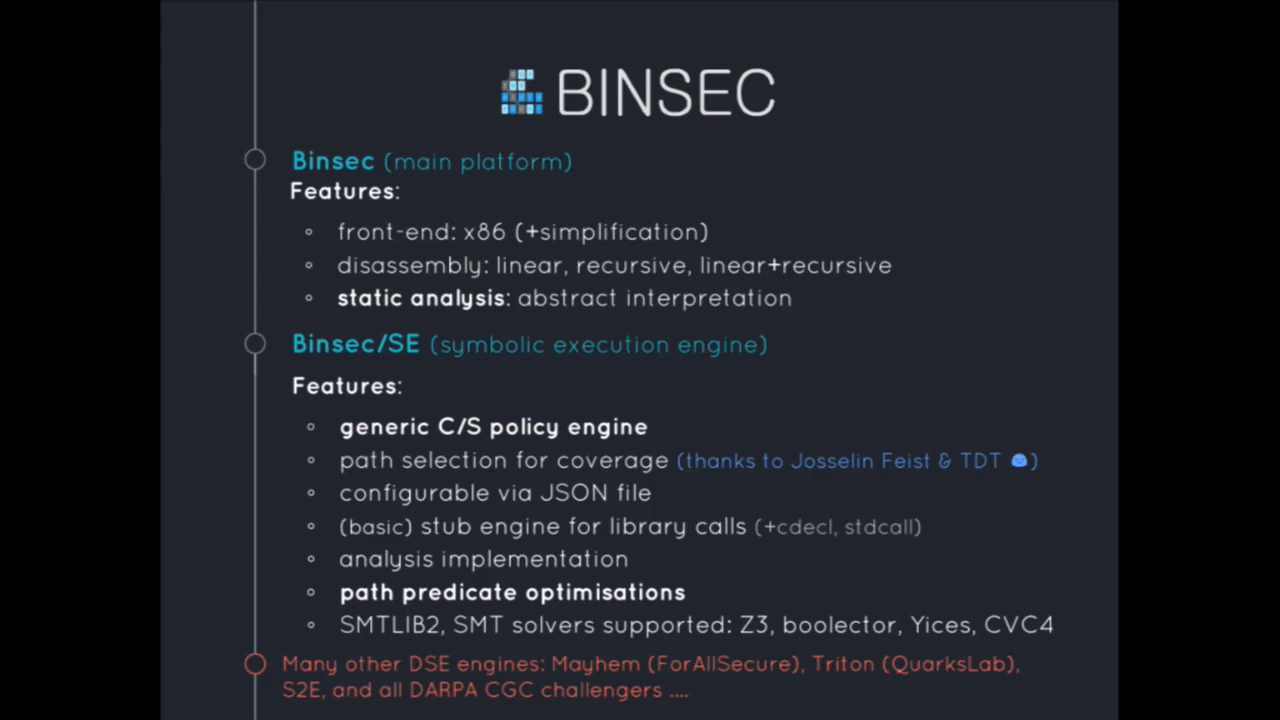 BINSEC
Binsec (main platform)
Features:
front-end: x86 (+simplification)
disassembly: linear, recursive, linear+recursive
static analysis: abstract interpretation
Binsec/SE (symbolic execution engine)
Features:
generic C/S policy engine
path selection for coverage (thanks to Josselin Feist & TDT )
configurable via JSON file
(basic) stub engine for library calls (+cdecl, stdcall)
analysis implementation
path predicate optimisations
SMTLIB2, SMT solvers supported: Z3, boolector, Yices, CVC4
Many other DSE engines: Mayhem (ForAllSecure), Triton (QuarksLab),
S2E, and all DARPA CGC challengers ....